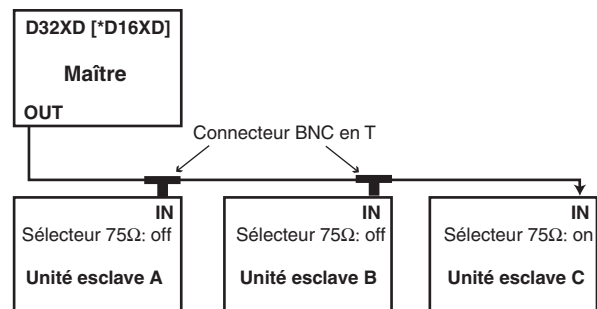 D32XD [*D16XD]
Maître
OUT
Connecteur BNC en T
IN
Sélecteur 75Ω: off
Unité esclave A
IN
Sélecteur 75Ω: off
Unité esclave B
IN
Sélecteur 75Ω: on
Unité esclave C